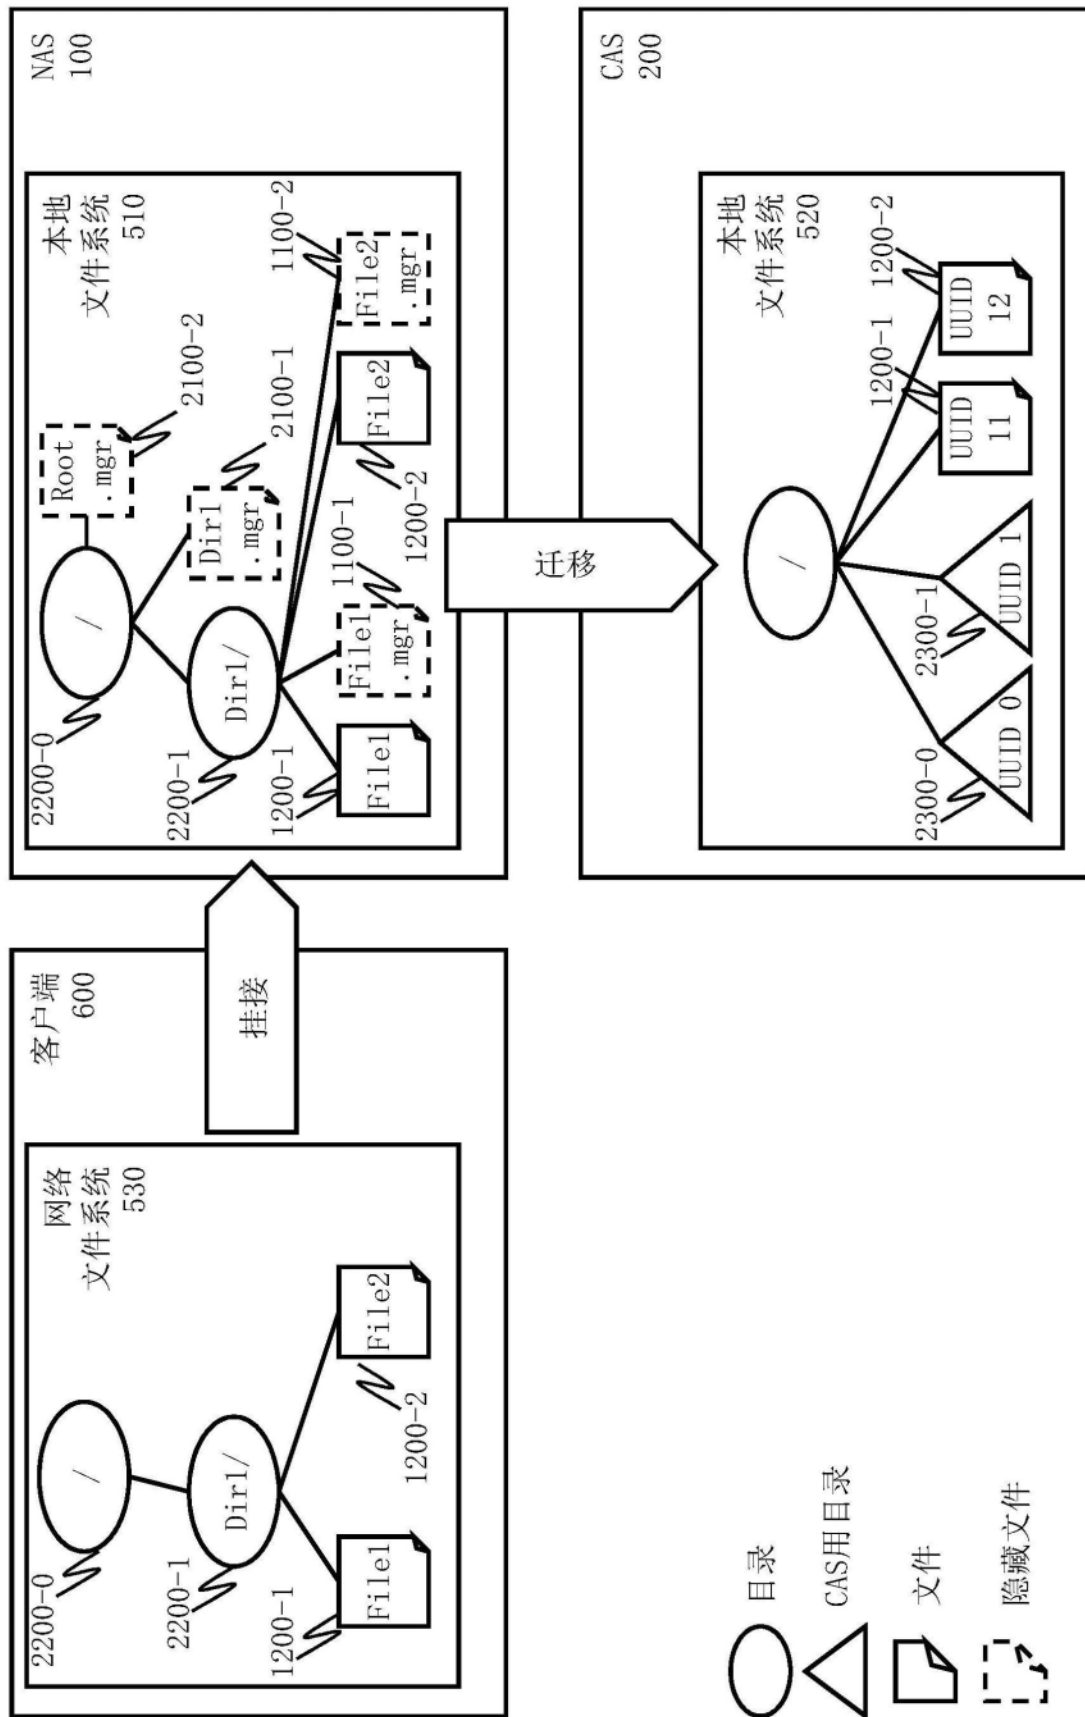 客户端
600
网络
文件系统
530
/
2200-0
Dir1/
2200-1
File1
1200-1
File2
1200-2
挂接
NAS
100
本地
文件系统
510
/
2200-0
Root
.mgr
2100-2
Dir1/
2200-1
Dir1
.mgr
2100-1
File1
1200-1
File1
.mgr
1100-1
File2
1200-2
File2
.mgr
1100-2
迁移
CAS
200
本地
文件系统
520
/
UUID 0
2300-0
UUID 1
2300-1
UUID
11
1200-1
UUID
12
1200-2
目录
CAS用目录
文件
隐藏文件